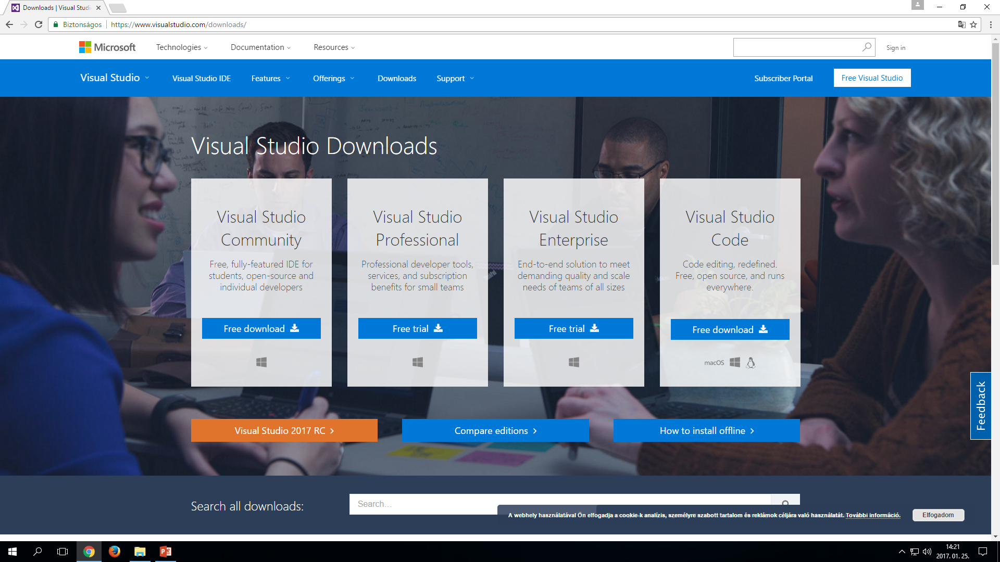 Downloads | Visual Studi
Biztonságos
https://www.visualstudio.com/downloads/
Microsoft
Technologies
Documentation
Resources
Sign in
Visual Studio
Visual Studio IDE
Features
Offerings
Downloads
Support
Subscriber Portal
Free Visual Studio
Visual Studio Downloads
Visual Studio
Community
Free, fully-featured IDE for
students, open-source and
individual developers
Free download
Visual Studio
Professional
Professional developer tools,
services, and subscription
benefits for small teams
Free trial
Visual Studio
Enterprise
End-to-end solution to meet
demanding quality and scale
needs of teams of all sizes
Free trial
Visual Studio
Code
Code editing, redefined.
Free, open source, and runs
everywhere.
Free download
macOS
Feedback
Visual Studio 2017 RC
Compare editions
How to install offline
Search all downloads:
Search...
A webhely használatával Ön elfogadja a cookie-k analízis, személyre szabott tartalom és reklámok céljára való használatát. További információ.
Elfogadom
14:21
2017. 01. 25.